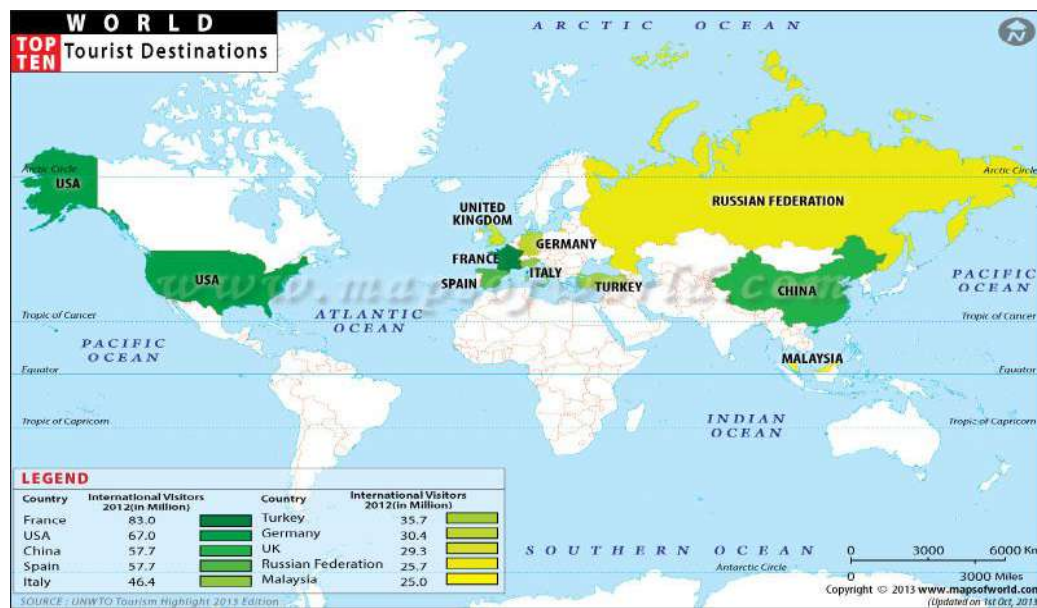 WORLD
TOP TEN Tourist Destinations
ARCTIC OCEAN
N
Arctic Circle
Arctic Circle
USA
RUSSIAN FEDERATION
UNITED
KINGDOM
GERMANY
FRANCE
ITALY
SPAIN
TURKEY
USA
CHINA
www.mapsofworld.com
PACIFIC
OCEAN
ATLANTIC
OCEAN
Tropic of Cancer
Tropic of Cancer
PACIFIC
OCEAN
MALAYSIA
Equator
Equator
INDIAN
OCEAN
Tropic of Capricorn
Tropic of Capricorn
LEGEND
Country International Visitors 2012(in Million) Country International Visitors 2012(in Million)
France 83.0 Turkey 35.7
USA 67.0 Germany 30.4
China 57.7 UK 29.3
Spain 57.7 Russian Federation 25.7
Italy 46.4 Malaysia 25.0
SOURCE : UNWTO Tourism Highlight 2013 Edition
SOUTHERN OCEAN
Antarctic Circle
0 3000 6000 Km
0 3000 Miles
Copyright © 2013 www.mapsofworld.com
(Updated on 1st Oct, 2013)